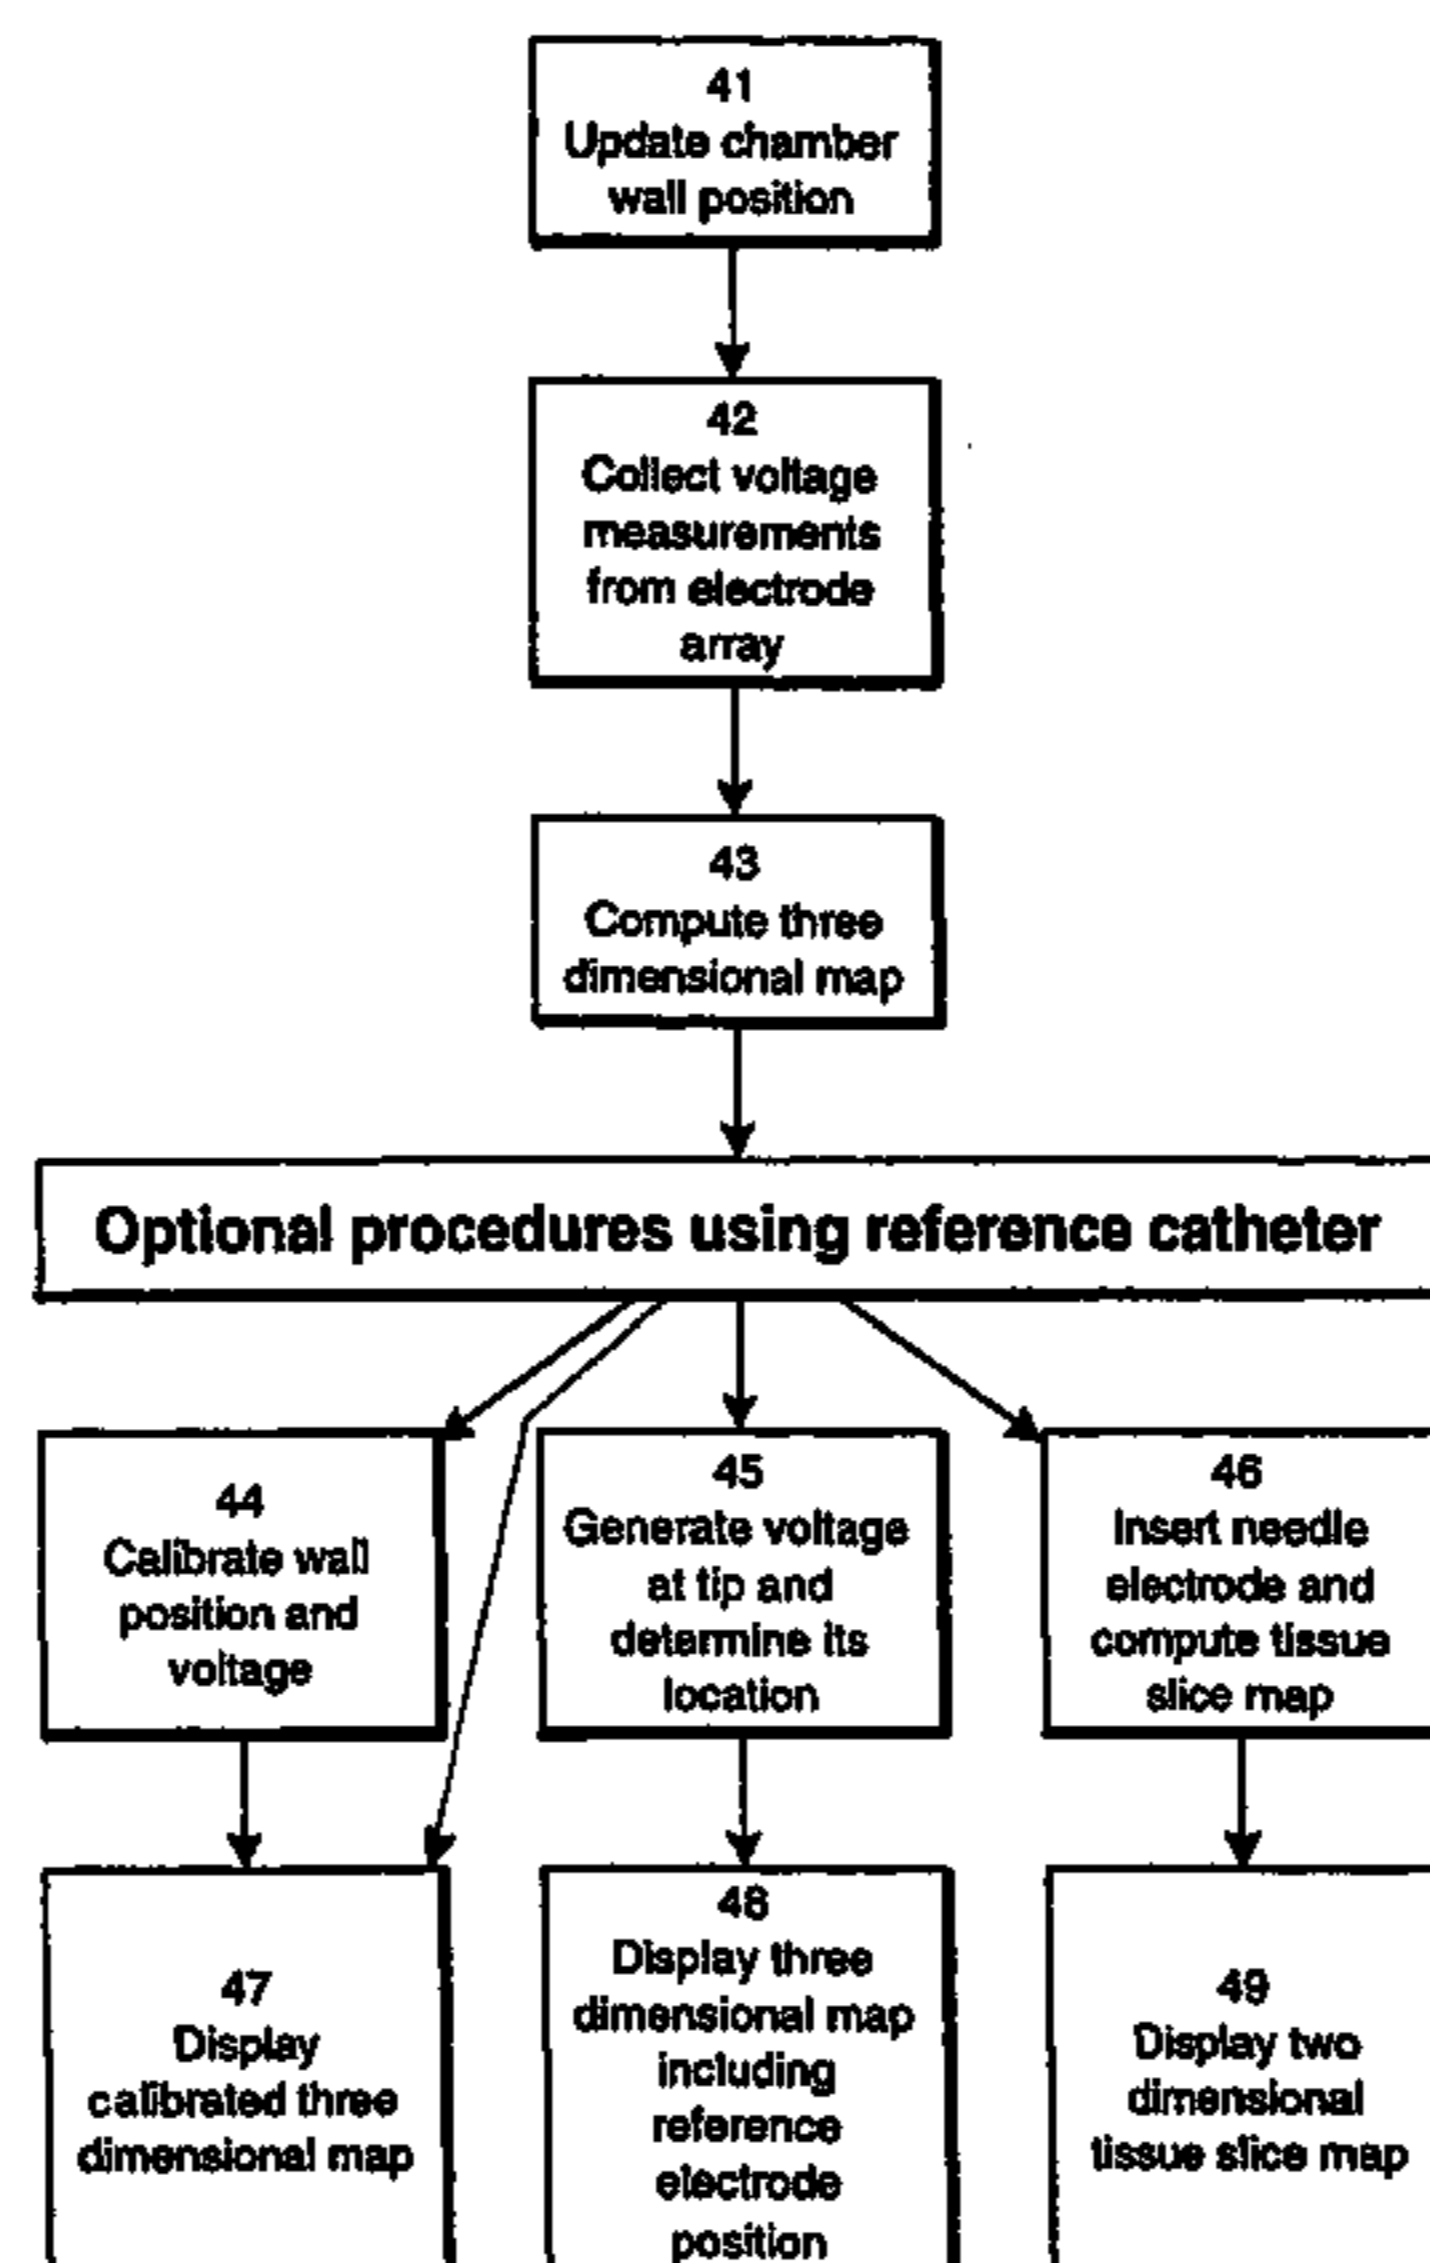 41
Update chamber
wall position
42
Collect voltage
measurements
from electrode
array
43
Compute three
dimensional map
Optional procedures using reference catheter
44
Calibrate wall
position and
voltage
45
Generate voltage
at tip and
determine its
location
46
Insert needle
electrode and
compute tissue
slice map
47
Display
calibrated three
dimensional map
48
Display three
dimensional map
including
reference
electrode
position
49
Display two
dimensional
tissue slice map